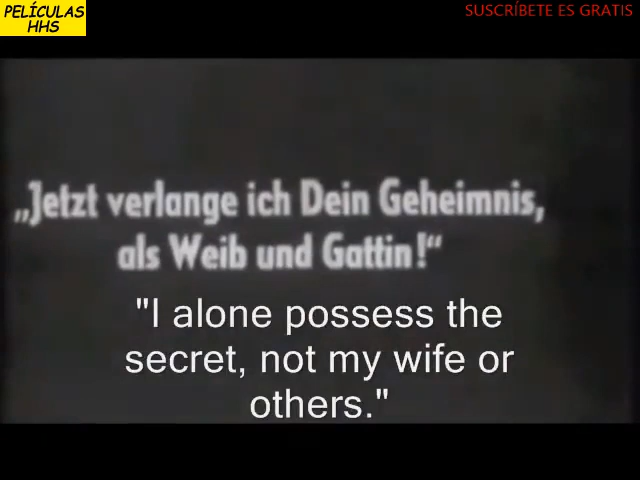 PELÍCULAS
HHS
SUSCRÍBETE ES GRATIS
„Jetzt verlange ich Dein Geheimnis,
als Weib und Gattin!“
"I alone possess the
secret, not my wife or
others."